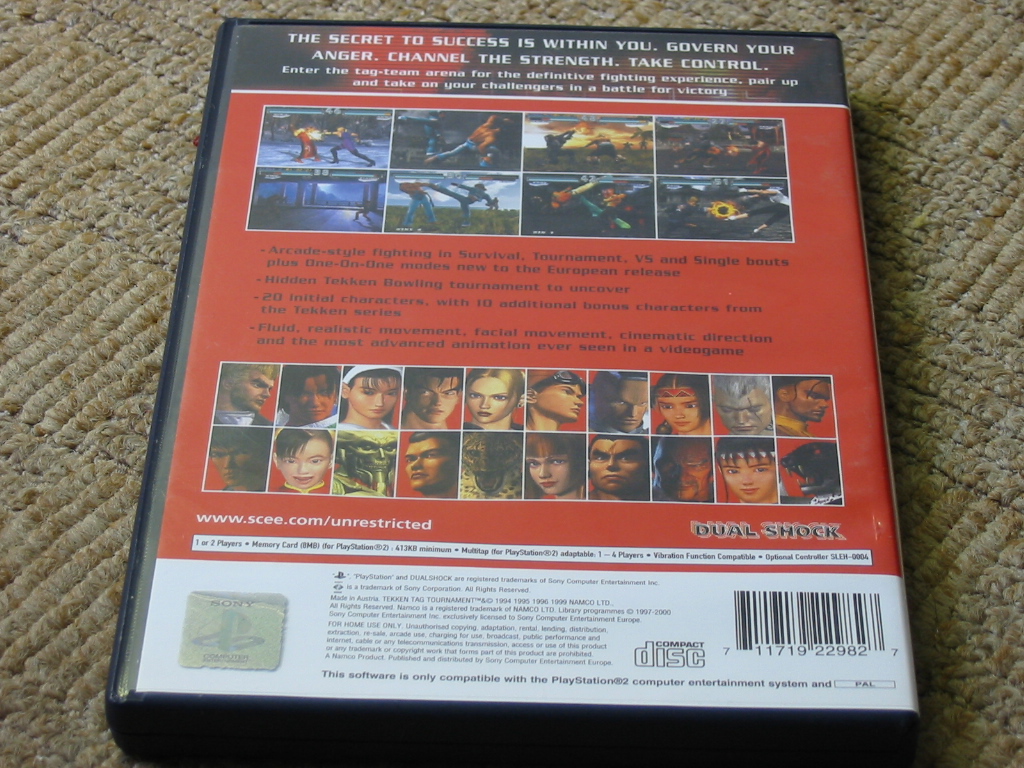 THE SECRET TO SUCCESS IS WITHIN YOU. GOVERN YOUR
ANGER. CHANNEL THE STRENGTH. TAKE CONTROL.
Enter the tag-team arena for the definitive fighting experience, pair up
and take on your challengers in a battle for victory
- Arcade-style fighting in Survival, Tournament, VS and Single bouts
plus One-On-One modes new to the European release
- Hidden Tekken Bowling tournament to uncover
- 20 initial characters, with 10 additional bonus characters from
the Tekken series
- Fluid, realistic movement, facial movement, cinematic direction
and the most advanced animation ever seen in a videogame
www.scee.com/unrestricted
DUAL SHOCK
1 or 2 Players • Memory Card (8MB) (for PlayStation®2) : 413KB minimum • Multitap (for PlayStation®2) adaptable: 1 – 4 Players • Vibration Function Compatible • Optional Controller SLEH-0004
"PlayStation" and DUALSHOCK are registered trademarks of Sony Computer Entertainment Inc.
is a trademark of Sony Corporation. All Rights Reserved.
Made in Austria. TEKKEN TAG TOURNAMENT™&© 1994 1995 1996 1999 NAMCO LTD.,
All Rights Reserved. Namco is a registered trademark of NAMCO LTD. Library programmes © 1997-2000
Sony Computer Entertainment Inc. exclusively licensed to Sony Computer Entertainment Europe.
FOR HOME USE ONLY. Unauthorised copying, adaptation, rental, lending, distribution,
extraction, re-sale, arcade use, charging for use, broadcast, public performance and
internet, cable or any telecommunications transmission, access or use of this product
or any trademark or copyright work that forms part of this product are prohibited.
A Namco Product. Published and distributed by Sony Computer Entertainment Europe.
SONY
COMPUTER
COMPACT
disc
7 11719 22982 7
This software is only compatible with the PlayStation®2 computer entertainment system and PAL